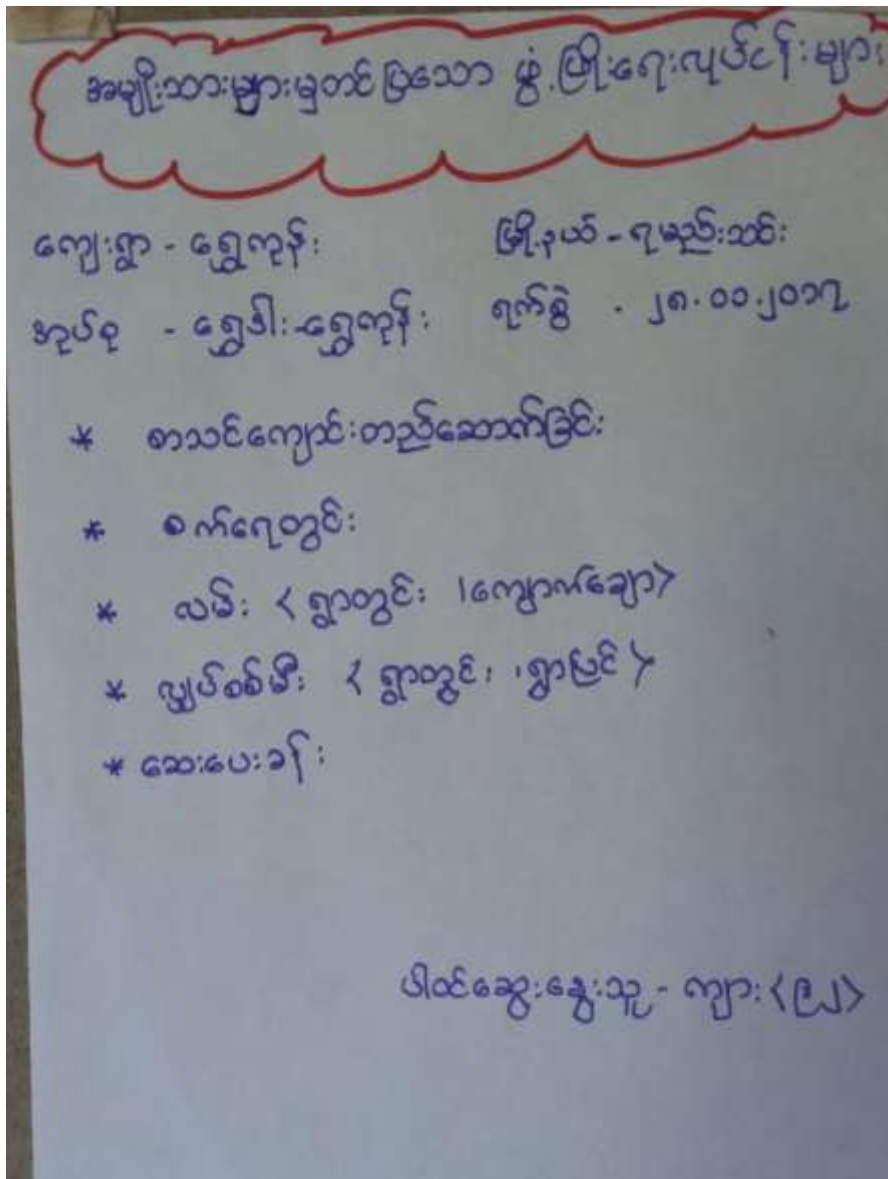 အမျိုးသားများမှတင်ပြသော ဖွံ့ဖြိုးရေးလုပ်ငန်းများ
ကျေးရွာ - ရွှေကုန်း မြို့နယ် - ရမည်းသင်း
အုပ်စု - ရွှေဒါး-ရွှေကုန်း ရက်စွဲ - ၂၈.၁၁.၂၀၁၇
* စာသင်ကျောင်းတည်ဆောက်ခြင်း
* စက်ရေတွင်း
* လမ်း < ရွာတွင်း ၊ကျောက်ချော>
* လျှပ်စစ်မီး < ရွာတွင်း ၊ရွာပြင် >
* ဆေးပေးခန်း
ပါဝင်ဆွေးနွေးသူ - ကျား <၉၂>